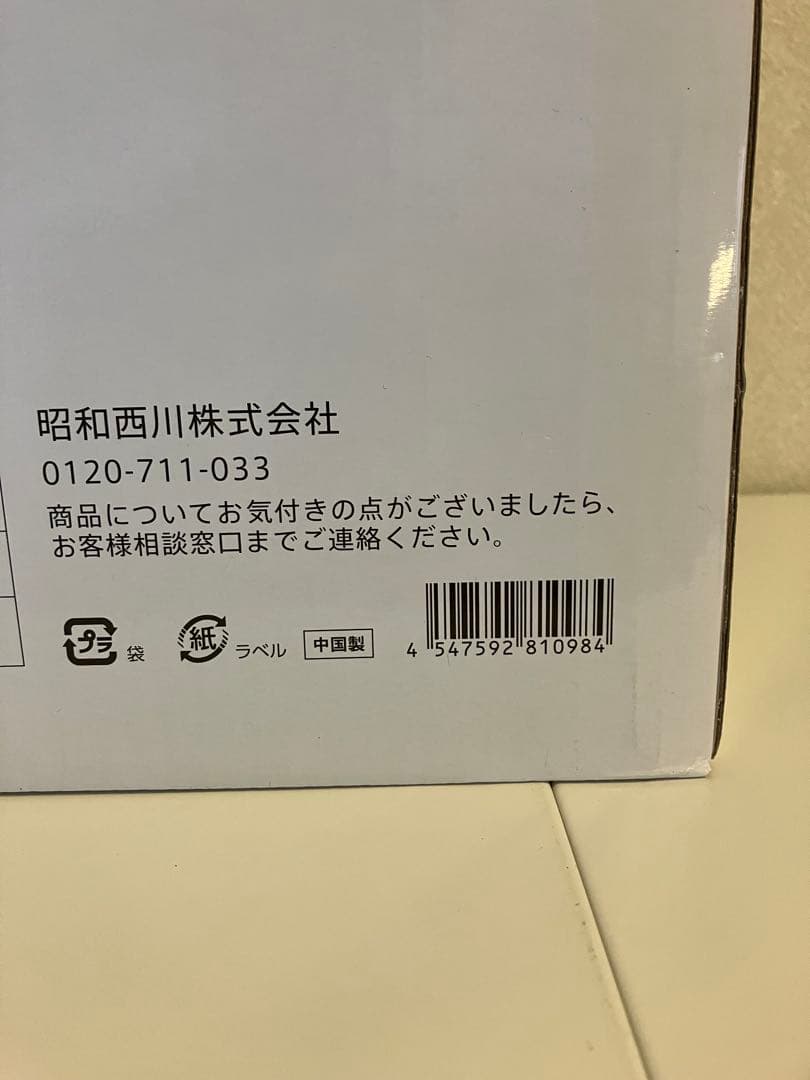 昭和西川株式会社
0120-711-033
商品についてお気付きの点がございましたら、
お客様相談窓口までご連絡ください。
プラ 袋 紙 ラベル 中国製 4 547592 810984